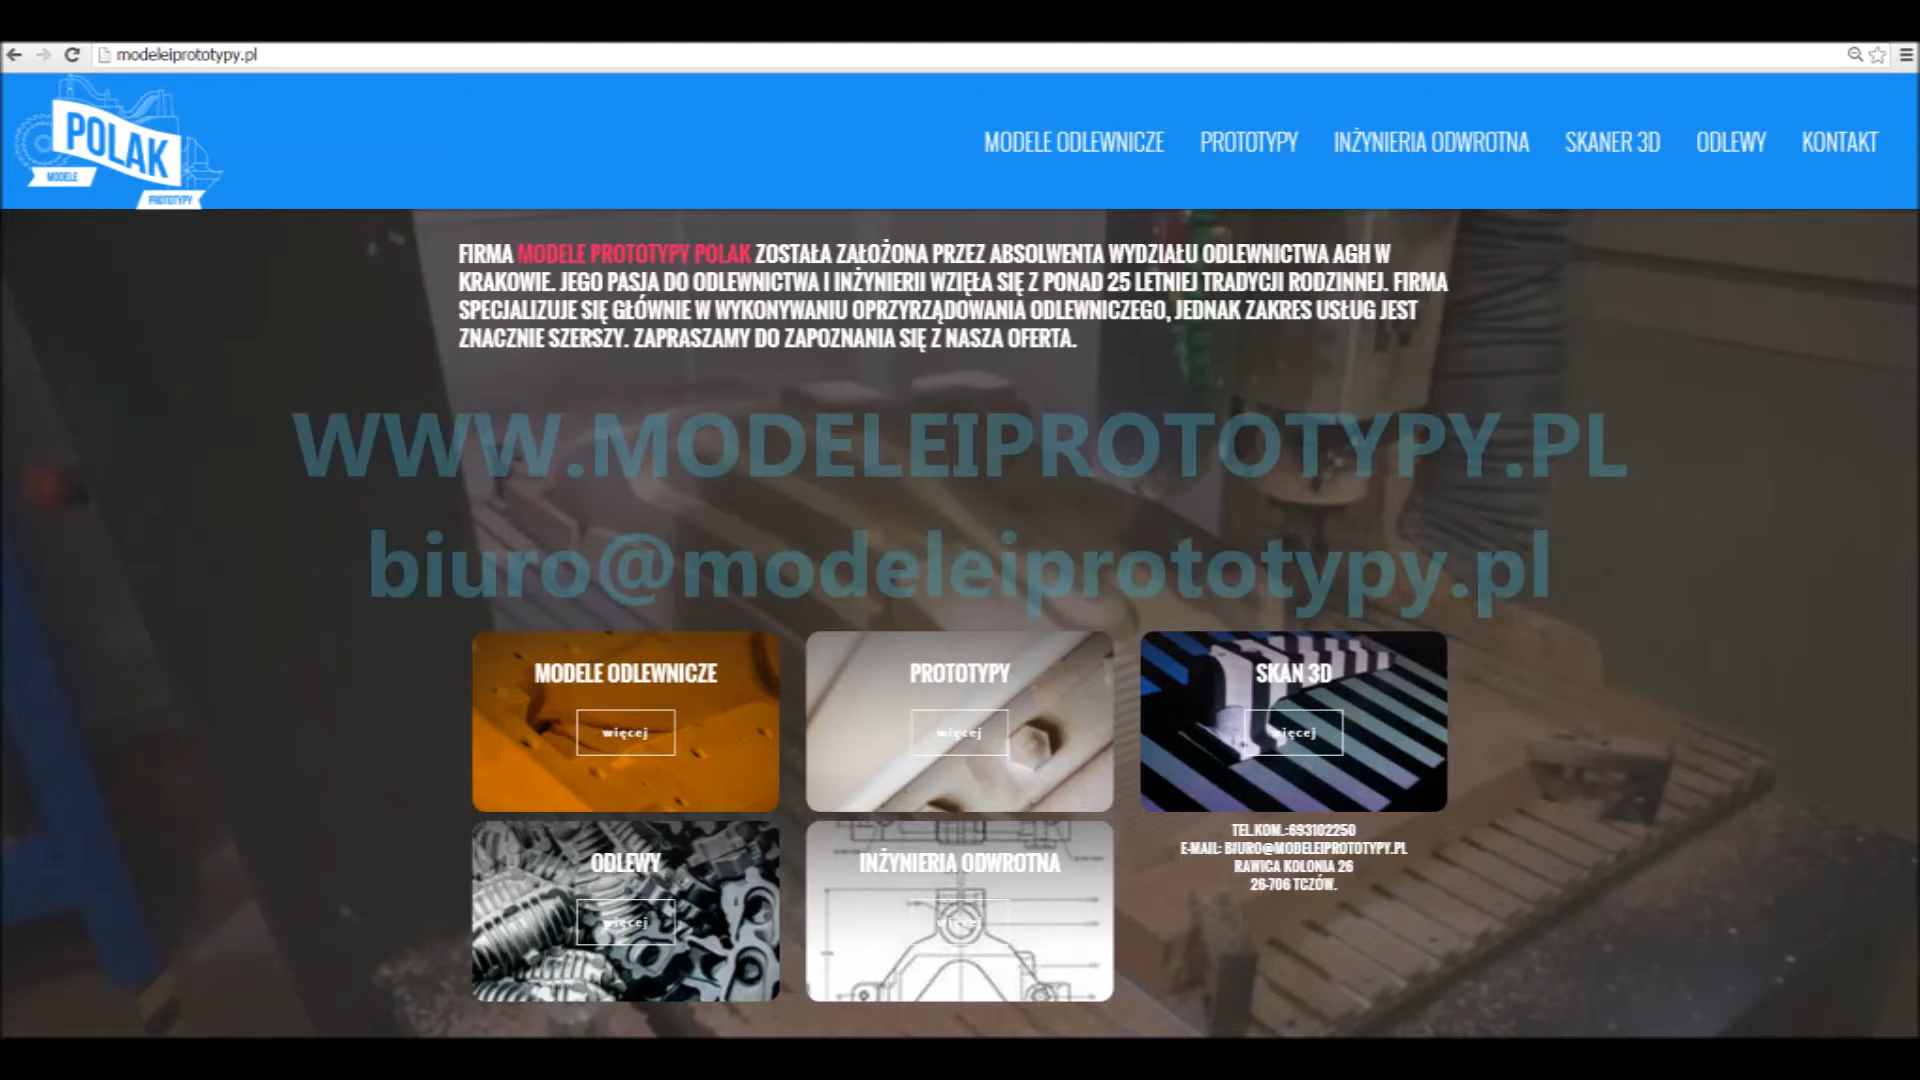 modeleiprototypy.pl
POLAK
MODELE
PROTOTYPY
MODELE ODLEWNICZE PROTOTYPY INŻYNIERIA ODWROTNA SKANER 3D ODLEWY KONTAKT
FIRMA MODELE PROTOTYPY POLAK ZOSTAŁA ZAŁOŻONA PRZEZ ABSOLWENTA WYDZIAŁU ODLEWNICTWA AGH W
KRAKOWIE. JEGO PASJA DO ODLEWNICTWA I INŻYNIERII WZIĘŁA SIĘ Z PONAD 25 LETNIEJ TRADYCJI RODZINNEJ. FIRMA
SPECJALIZUJE SIĘ GŁÓWNIE W WYKONYWANIU OPRZYRZĄDOWANIA ODLEWNICZEGO, JEDNAK ZAKRES USŁUG JEST
ZNACZNIE SZERSZY. ZAPRASZAMY DO ZAPOZNANIA SIĘ Z NASZA OFERTA.
WWW.MODELEIPROTOTYPY.PL
biuro@modeleiprototypy.pl
MODELE ODLEWNICZE
więcej
PROTOTYPY
więcej
SKAN 3D
więcej
ODLEWY
więcej
INŻYNIERIA ODWROTNA
więcej
TEL.KOM.:693102250
E-MAIL: BIURO@MODELEIPROTOTYPY.PL
RAWICA KOLONIA 26
26-706 TCZÓW.